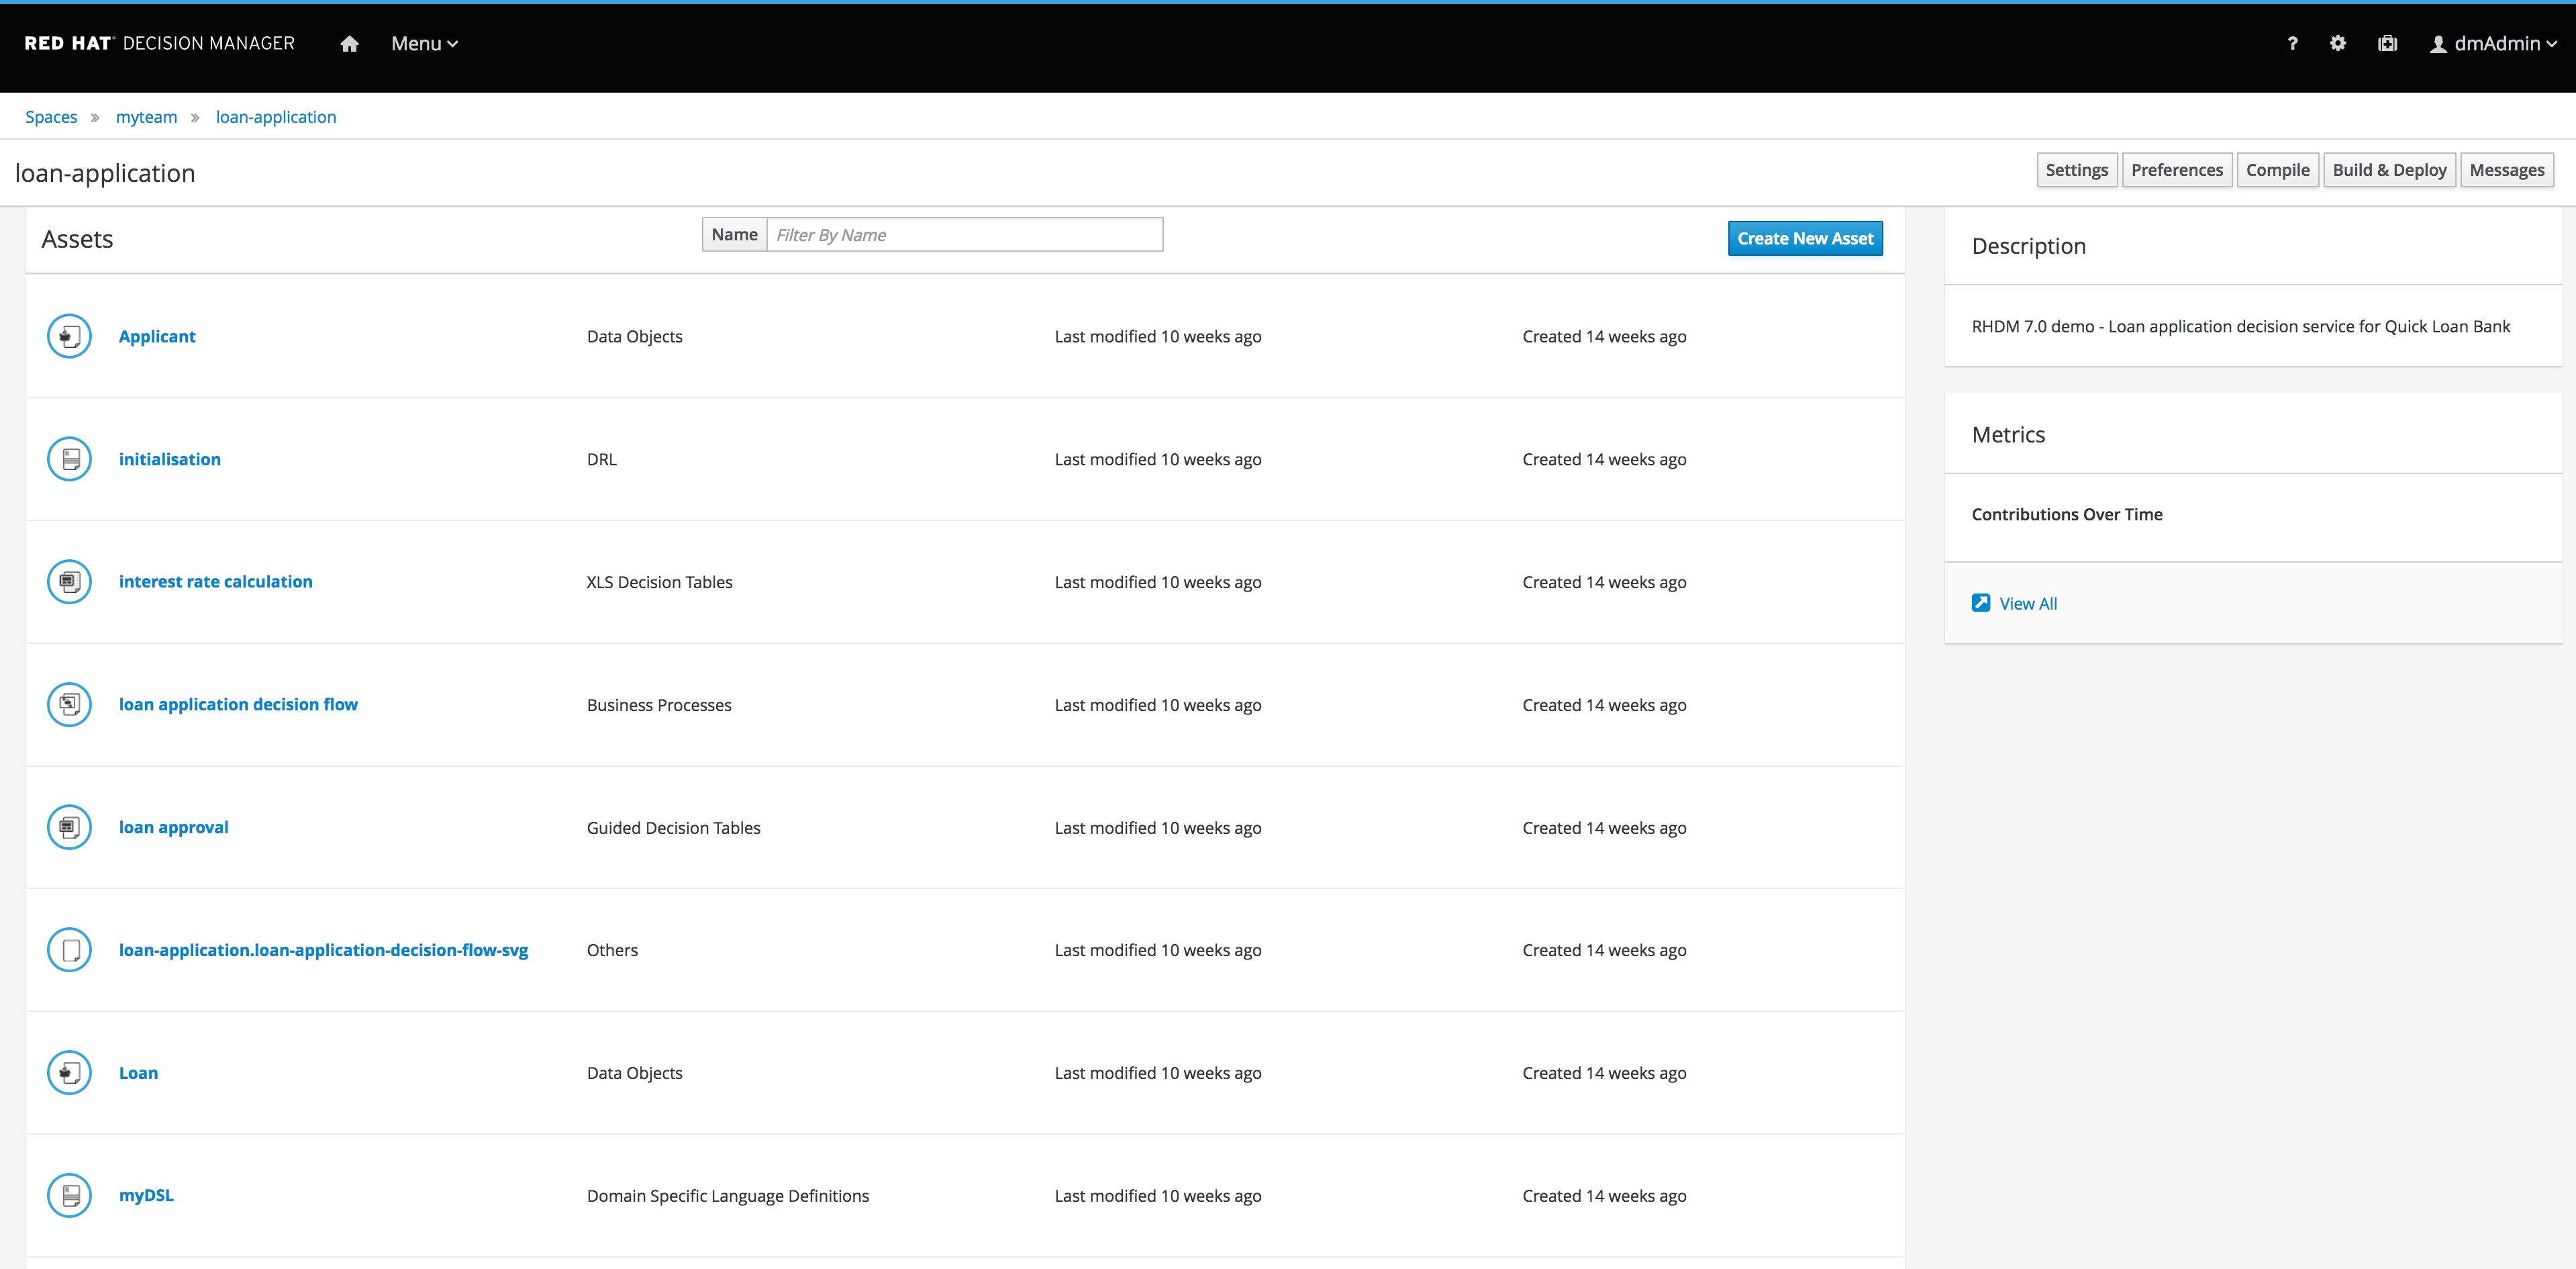 RED HAT® DECISION MANAGER Menu ? dmAdmin
Spaces » myteam » loan-application
loan-application Settings Preferences Compile Build & Deploy Messages
Assets Name Filter By Name Create New Asset
Description
RHDM 7.0 demo - Loan application decision service for Quick Loan Bank
Applicant Data Objects Last modified 10 weeks ago Created 14 weeks ago
Metrics
initialisation DRL Last modified 10 weeks ago Created 14 weeks ago
Contributions Over Time
interest rate calculation XLS Decision Tables Last modified 10 weeks ago Created 14 weeks ago
View All
loan application decision flow Business Processes Last modified 10 weeks ago Created 14 weeks ago
loan approval Guided Decision Tables Last modified 10 weeks ago Created 14 weeks ago
loan-application.loan-application-decision-flow-svg Others Last modified 10 weeks ago Created 14 weeks ago
Loan Data Objects Last modified 10 weeks ago Created 14 weeks ago
myDSL Domain Specific Language Definitions Last modified 10 weeks ago Created 14 weeks ago